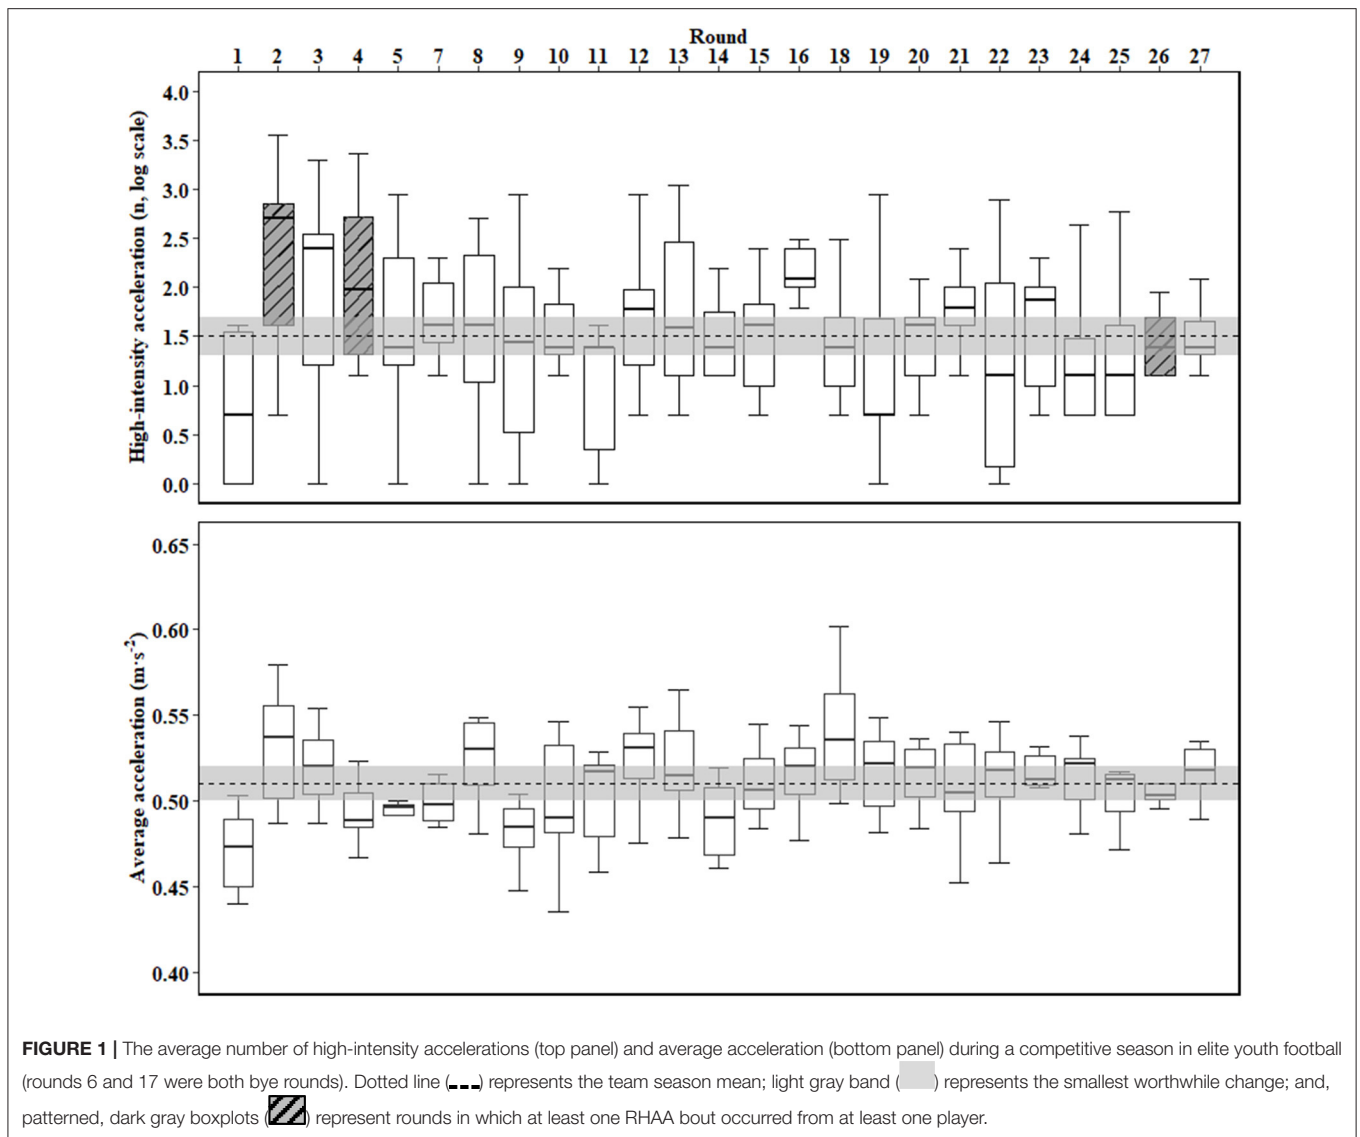 Round
1 2 3 4 5 7 8 9 10 11 12 13 14 15 16 18 19 20 21 22 23 24 25 26 27
High-intensity acceleration (n, log scale)
4.0
3.5
3.0
2.5
2.0
1.5
1.0
0.5
0.0
Average acceleration (m·s⁻²)
0.65
0.60
0.55
0.50
0.45
0.40
FIGURE 1 | The average number of high-intensity accelerations (top panel) and average acceleration (bottom panel) during a competitive season in elite youth football
(rounds 6 and 17 were both bye rounds). Dotted line (---) represents the team season mean; light gray band ( ) represents the smallest worthwhile change; and,
patterned, dark gray boxplots ( ) represent rounds in which at least one RHAA bout occurred from at least one player.